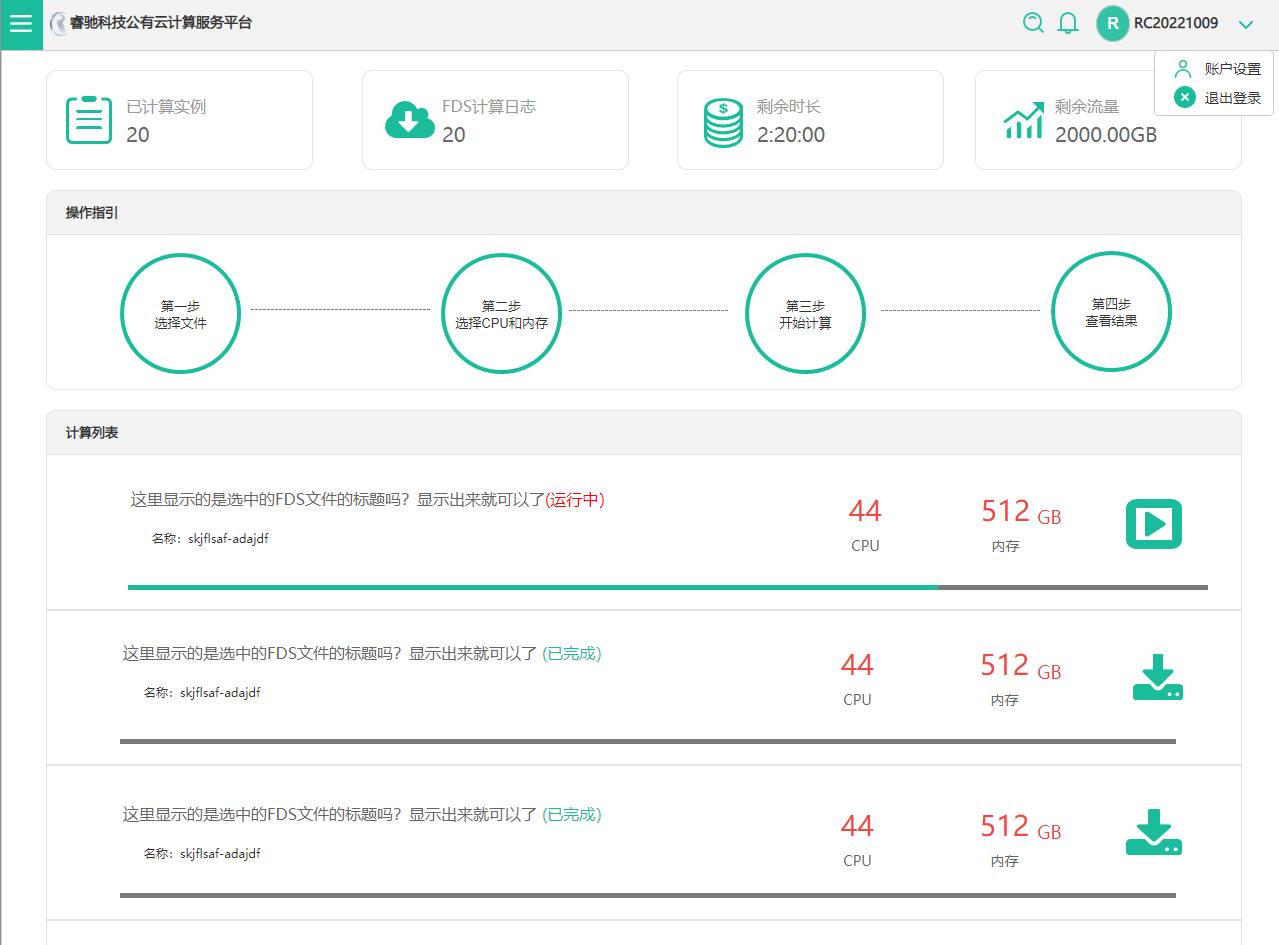 睿驰科技公有云计算服务平台
R
RC20221009
账户设置
退出登录
已计算实例
20
FDS计算日志
20
剩余时长
2:20:00
剩余流量
2000.00GB
操作指引
第一步
选择文件
第二步
选择CPU和内存
第三步
开始计算
第四步
查看结果
计算列表
这里显示的是选中的FDS文件的标题吗？显示出来就可以了(运行中)
名称：skjflsaf-adajdf
44
CPU
512 GB
内存
这里显示的是选中的FDS文件的标题吗？显示出来就可以了 (已完成)
名称：skjflsaf-adajdf
44
CPU
512 GB
内存
这里显示的是选中的FDS文件的标题吗？显示出来就可以了 (已完成)
名称：skjflsaf-adajdf
44
CPU
512 GB
内存